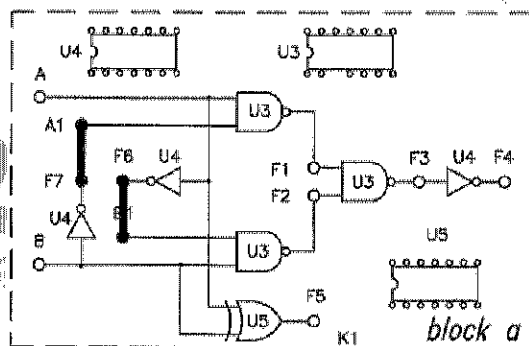 U4 U3
A
U3
A1
F6 U4 F1 F3 U4 F4
F7 U3
F2
U4 B1
B U3 U5
F5
U5
K1 block a